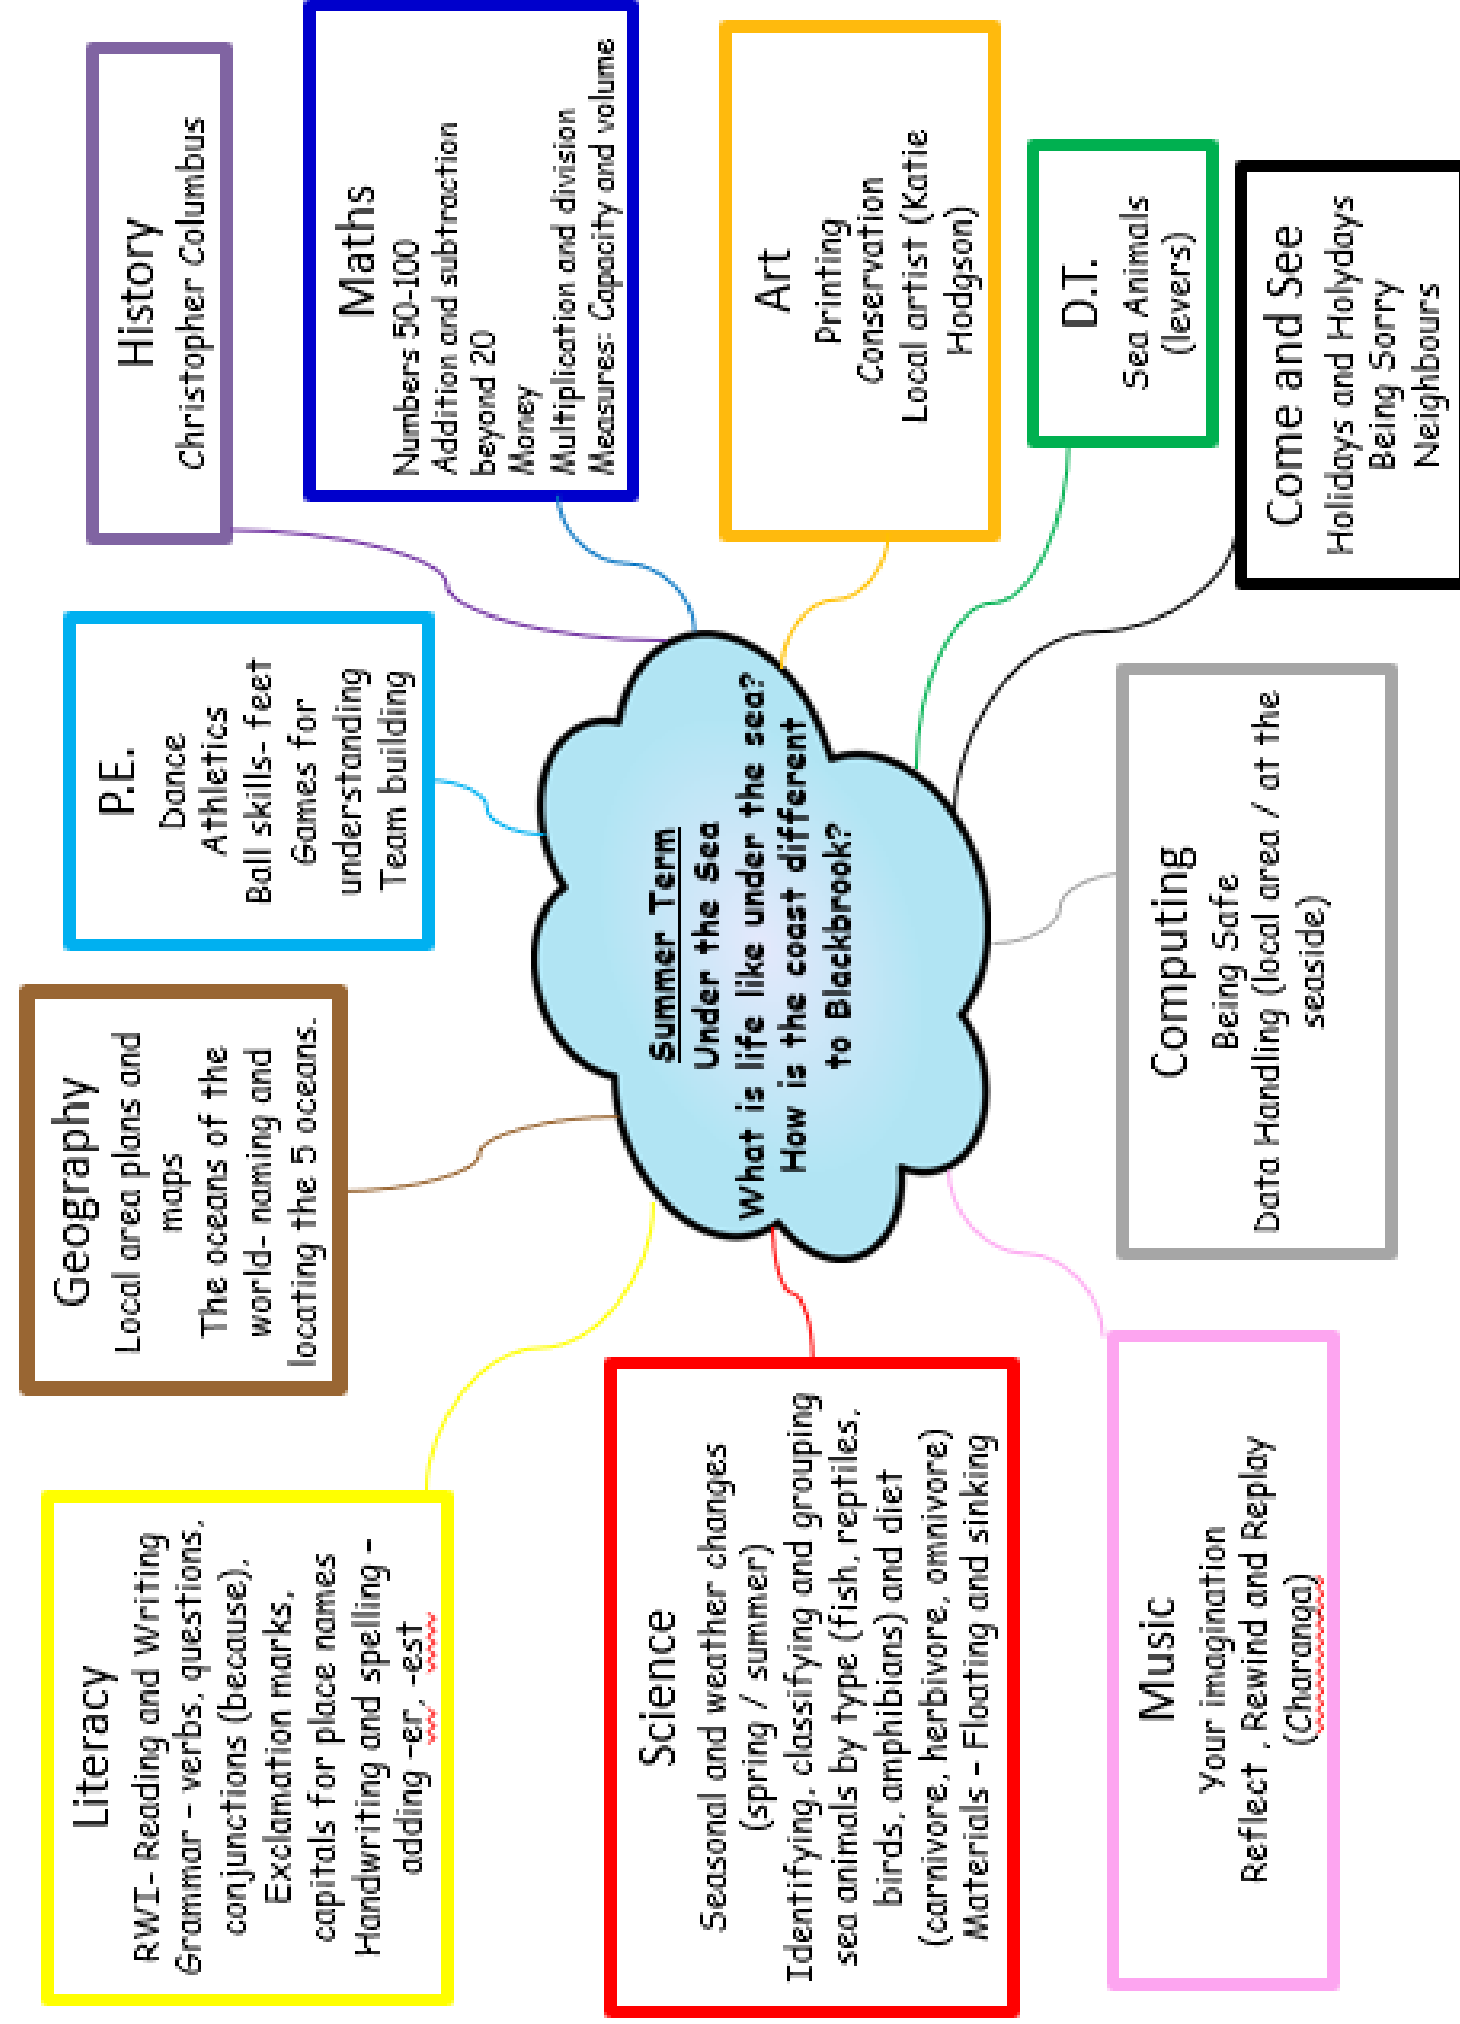 Literacy
RWI- Reading and Writing
Grammar – verbs, questions,
conjunctions (because),
Exclamation marks,
capitals for place names
Handwriting and spelling –
adding –er, -est
Geography
Local area plans and
maps
The oceans of the
world- naming and
locating the 5 oceans.
P.E.
Dance
Athletics
Ball skills- feet
Games for
understanding
Team building
History
Christopher Columbus
Maths
Numbers 50-100
Addition and subtraction
beyond 20
Money
Multiplication and division
Measures: Capacity and volume
Summer Term
Under the Sea
What is life like under the sea?
How is the coast different
to Blackbrook?
Science
Seasonal and weather changes
(spring / summer)
Identifying, classifying and grouping
sea animals by type (fish, reptiles,
birds, amphibians) and diet
(carnivore, herbivore, omnivore)
Materials – Floating and sinking
Art
Printing
Conservation
Local artist (Katie
Hodgson)
D.T.
Sea Animals
(levers)
Music
Your imagination
Reflect , Rewind and Replay
(Charanga)
Computing
Being Safe
Data Handling (local area / at the
seaside)
Come and See
Holidays and Holydays
Being Sorry
Neighbours